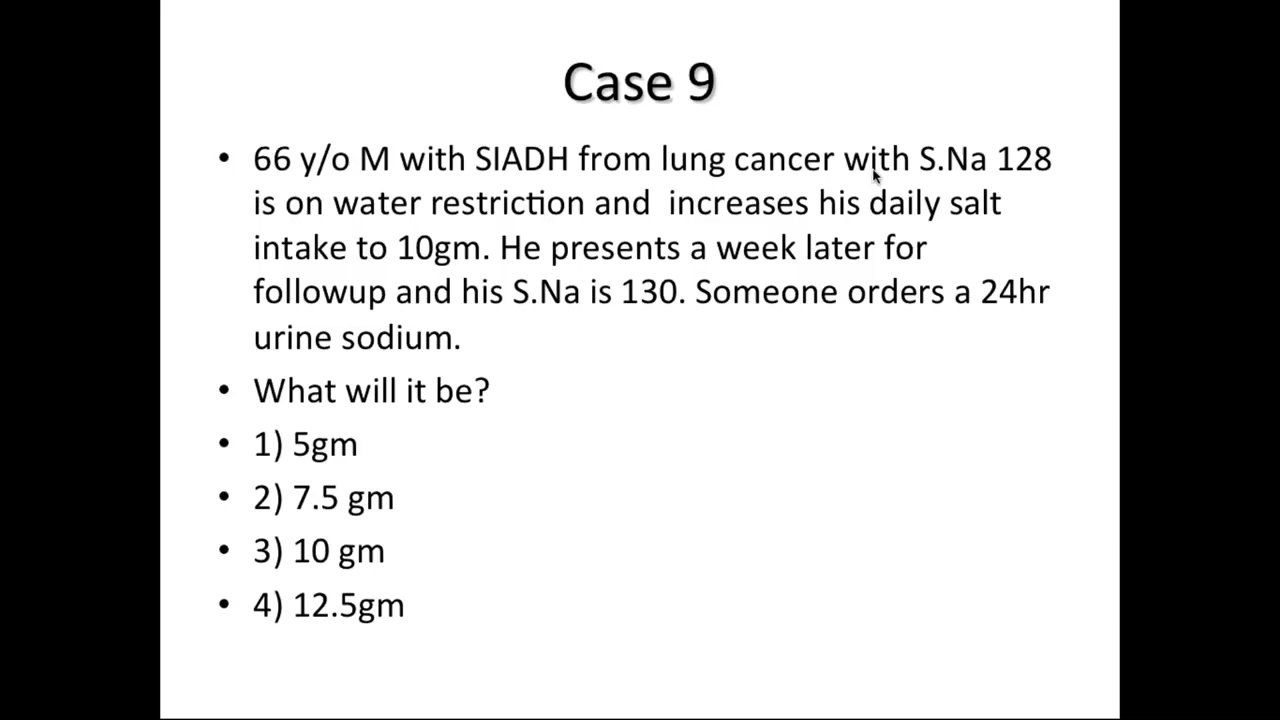 Case 9
• 66 y/o M with SIADH from lung cancer with S.Na 128
is on water restriction and  increases his daily salt
intake to 10gm. He presents a week later for
followup and his S.Na is 130. Someone orders a 24hr
urine sodium.
• What will it be?
• 1) 5gm
• 2) 7.5 gm
• 3) 10 gm
• 4) 12.5gm